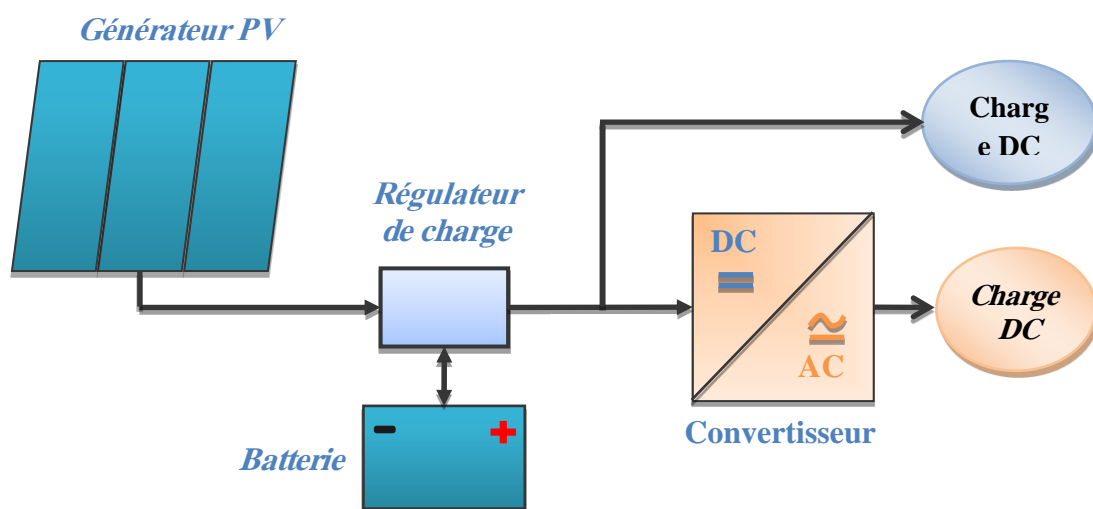 Générateur PV
Charg
e DC
Régulateur
de charge
DC
AC
Charge
DC
Convertisseur
Batterie